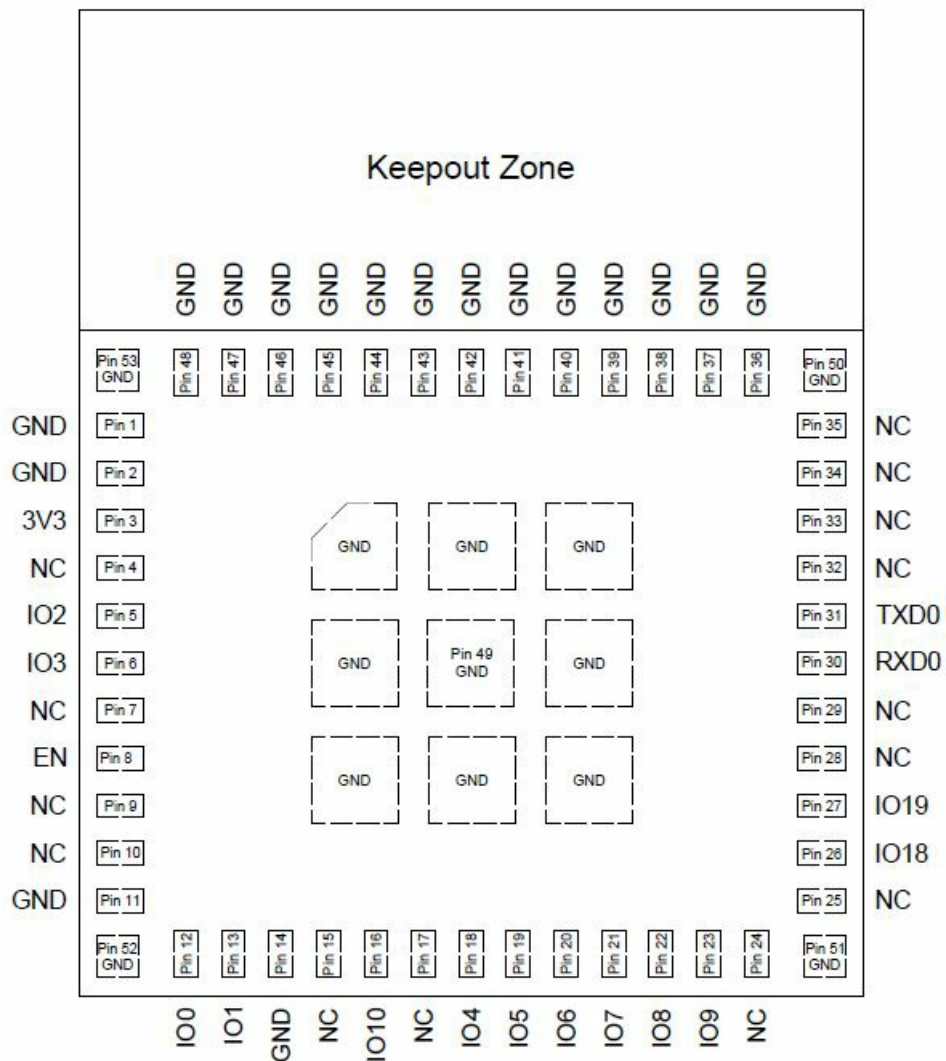 Keepout Zone
GND GND GND GND GND GND GND GND GND GND GND GND GND
Pin 53 GND Pin 48 Pin 47 Pin 46 Pin 45 Pin 44 Pin 43 Pin 42 Pin 41 Pin 40 Pin 39 Pin 38 Pin 37 Pin 36 Pin 50 GND
GND Pin 1 Pin 35 NC
GND Pin 2 Pin 34 NC
3V3 Pin 3 Pin 33 NC
GND GND GND
NC Pin 4 Pin 32 NC
IO2 Pin 5 Pin 31 TXD0
IO3 Pin 6 GND Pin 49 GND GND Pin 30 RXD0
NC Pin 7 Pin 29 NC
EN Pin 8 Pin 28 NC
GND GND GND
NC Pin 9 Pin 27 IO19
NC Pin 10 Pin 26 IO18
GND Pin 11 Pin 25 NC
Pin 52 GND Pin 12 Pin 13 Pin 14 Pin 15 Pin 16 Pin 17 Pin 18 Pin 19 Pin 20 Pin 21 Pin 22 Pin 23 Pin 24 Pin 51 GND
IO0 IO1 GND NC IO10 NC IO4 IO5 IO6 IO7 IO8 IO9 NC